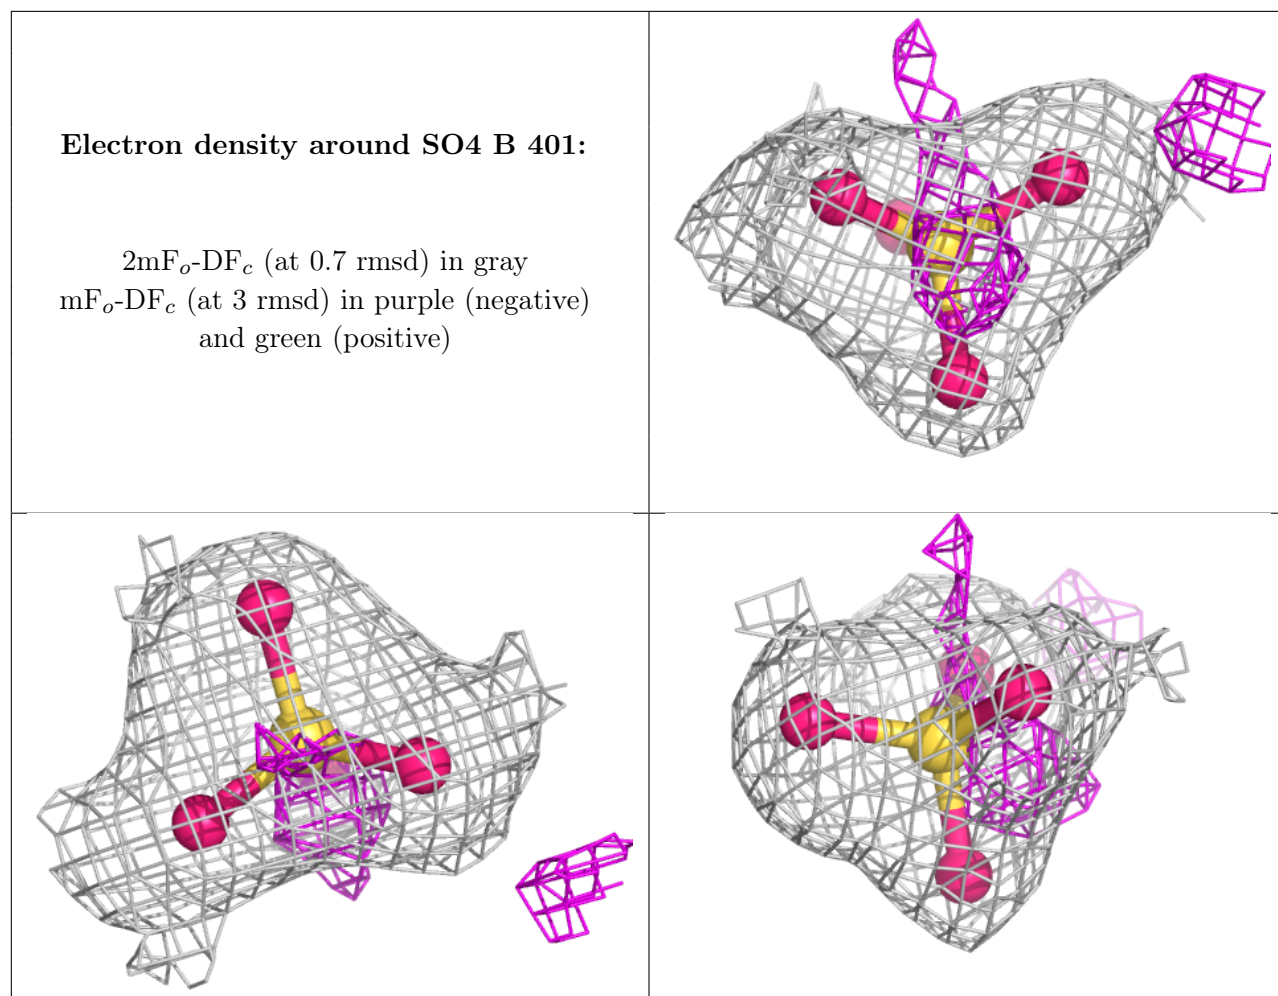 Electron density around SO4 B 401:
2mFₒ-DF𝒸 (at 0.7 rmsd) in gray
mFₒ-DF𝒸 (at 3 rmsd) in purple (negative)
and green (positive)